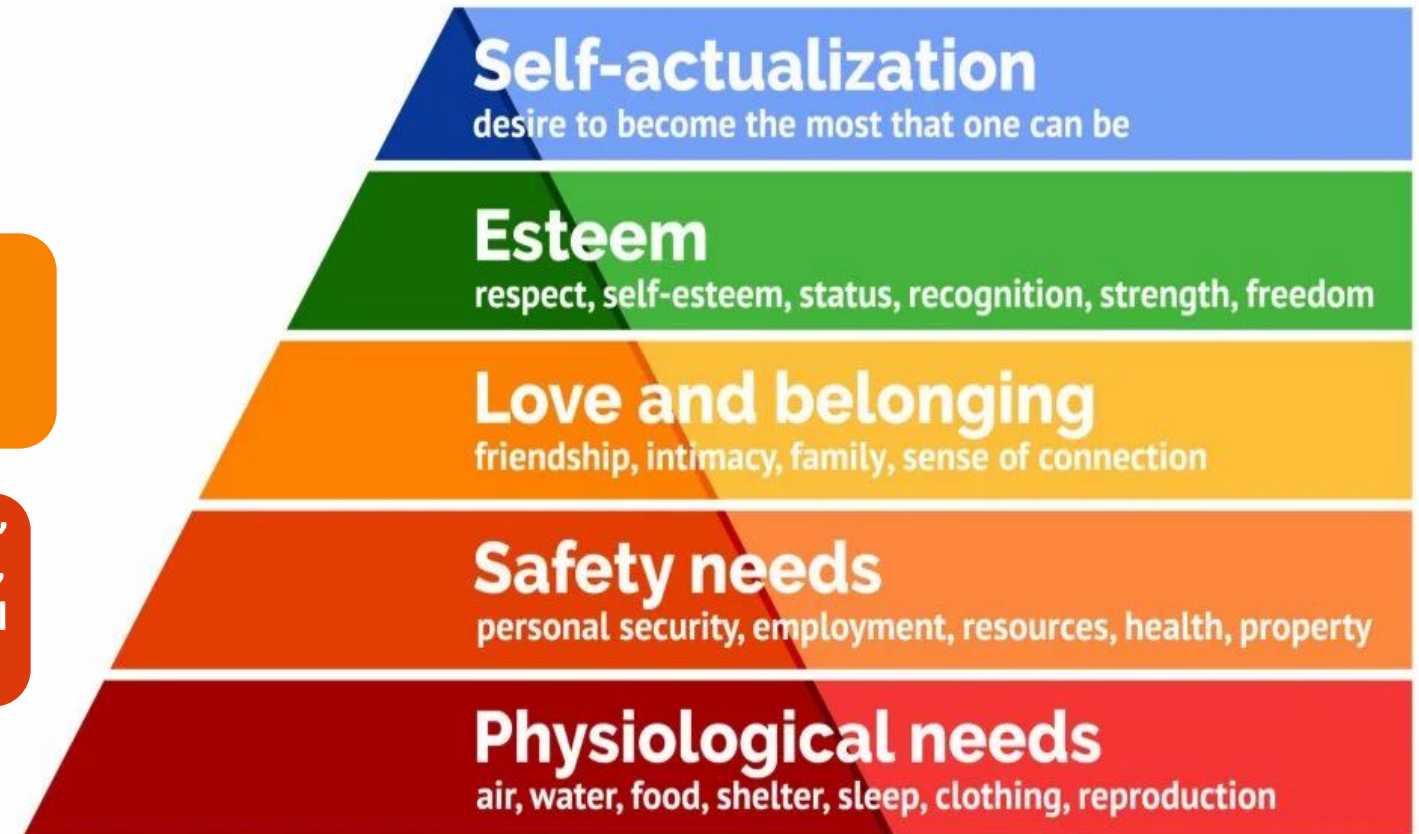 Self-actualization
desire to become the most that one can be
Esteem
respect, self-esteem, status, recognition, strength, freedom
Love and belonging
friendship, intimacy, family, sense of connection
Safety needs
personal security, employment, resources, health, property
Physiological needs
air, water, food, shelter, sleep, clothing, reproduction